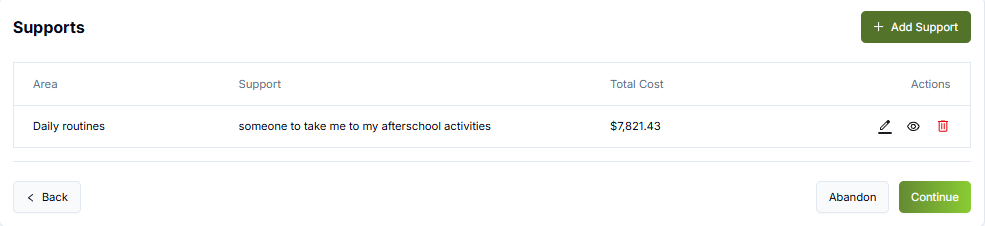 Supports
Add Support
Area Support Total Cost Actions
Daily routines someone to take me to my afterschool activities $7,821.43
Back Abandon Continue